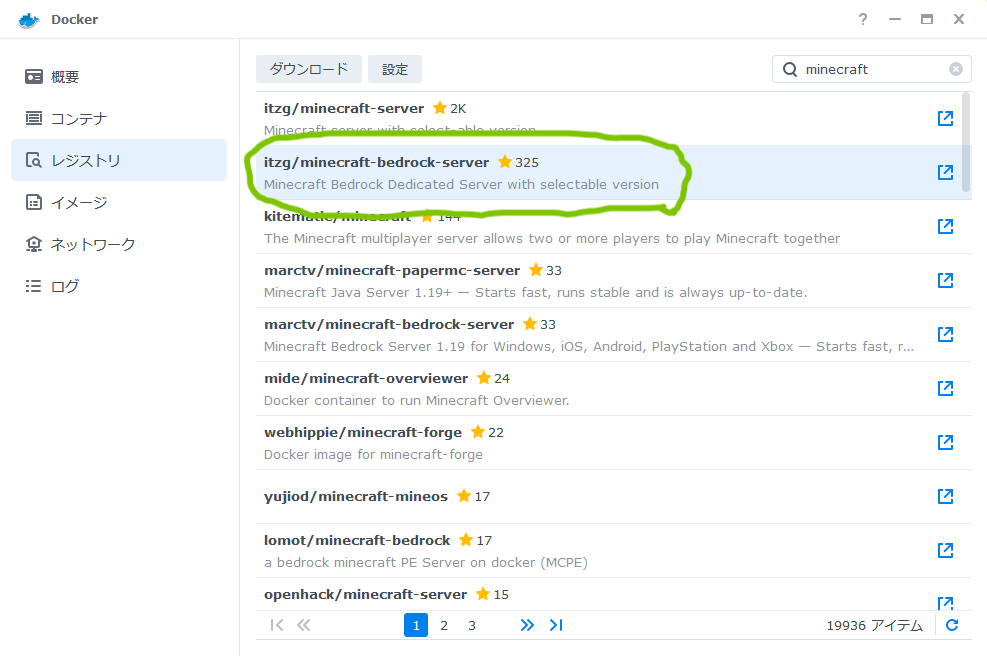 Docker
概要
コンテナ
レジストリ
イメージ
ネットワーク
ログ
ダウンロード 設定 minecraft
itzg/minecraft-server 2K
Minecraft server with select-able version
itzg/minecraft-bedrock-server 325
Minecraft Bedrock Dedicated Server with selectable version
kitematic/minecraft 144
The Minecraft multiplayer server allows two or more players to play Minecraft together
marctv/minecraft-papermc-server 33
Minecraft Java Server 1.19+ — Starts fast, runs stable and is always up-to-date.
marctv/minecraft-bedrock-server 33
Minecraft Bedrock Server 1.19 for Windows, iOS, Android, PlayStation and Xbox — Starts fast, r...
mide/minecraft-overviewer 24
Docker container to run Minecraft Overviewer.
webhippie/minecraft-forge 22
Docker image for minecraft-forge
yujiod/minecraft-mineos 17
lomot/minecraft-bedrock 17
a bedrock minecraft PE Server on docker (MCPE)
openhack/minecraft-server 15
1 2 3 19936 アイテム